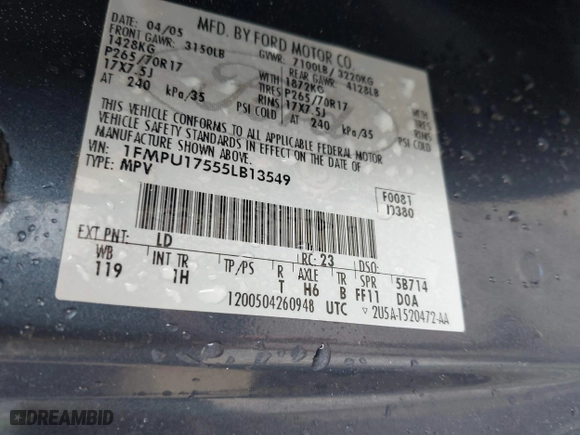 MFD. BY FORD MOTOR CO.
DATE: 04/05 GVWR: 7100LB/ 3220KG
FRONT GAWR: 3150LB REAR GAWR: 4128LB
1428KG WITH 1872KG WITH
P265/70R17 TIRES P265/70R17 TIRES
17X7.5J 17X7.5J RIMS
AT 240 kPa/35 PSI COLD AT 240 kPa/35 PSI COLD
THIS VEHICLE CONFORMS TO ALL APPLICABLE FEDERAL MOTOR
VEHICLE SAFETY STANDARDS IN EFFECT ON THE DATE OF
MANUFACTURE SHOWN ABOVE.
VIN: 1FMPU17555LB13549
TYPE: MPV
F0081
D380
EXT PNT: LD RC: 23 DSO:
WB INT TR TP/PS R AXLE TR SPR 5B714
119 1H T H6 B FF11 DOA
1200504260948 UTC 2U5A-1520472-AA
DREAMBID